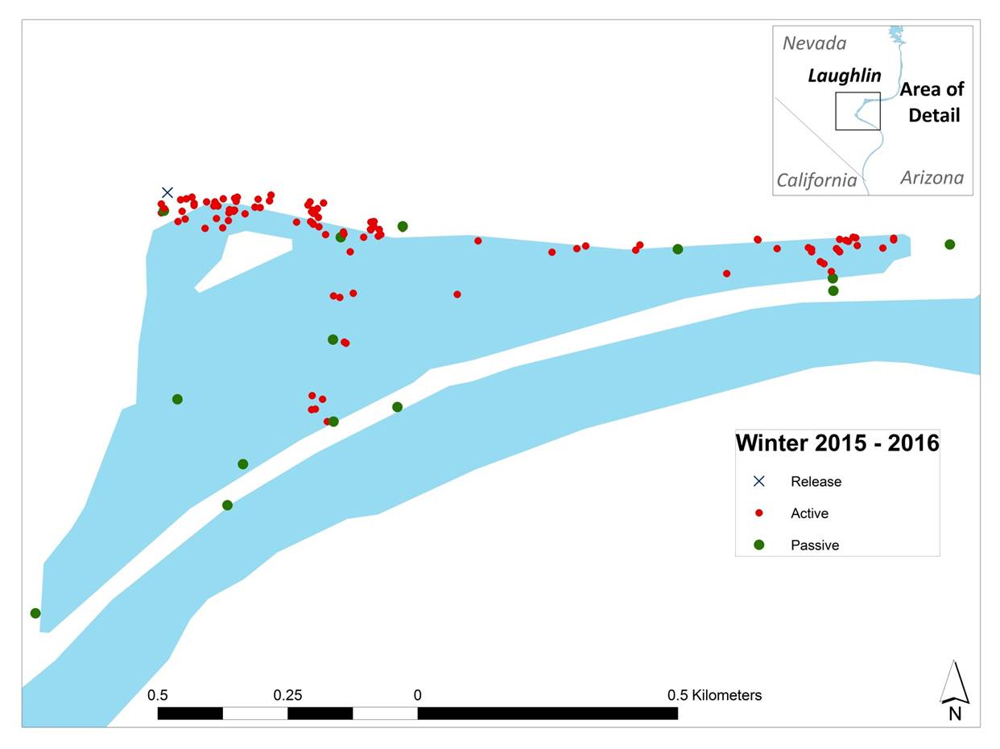 Nevada
Laughlin
Area of
Detail
California
Arizona
Winter 2015 - 2016
Release
Active
Passive
0.5 0.25 0 0.5 Kilometers
N